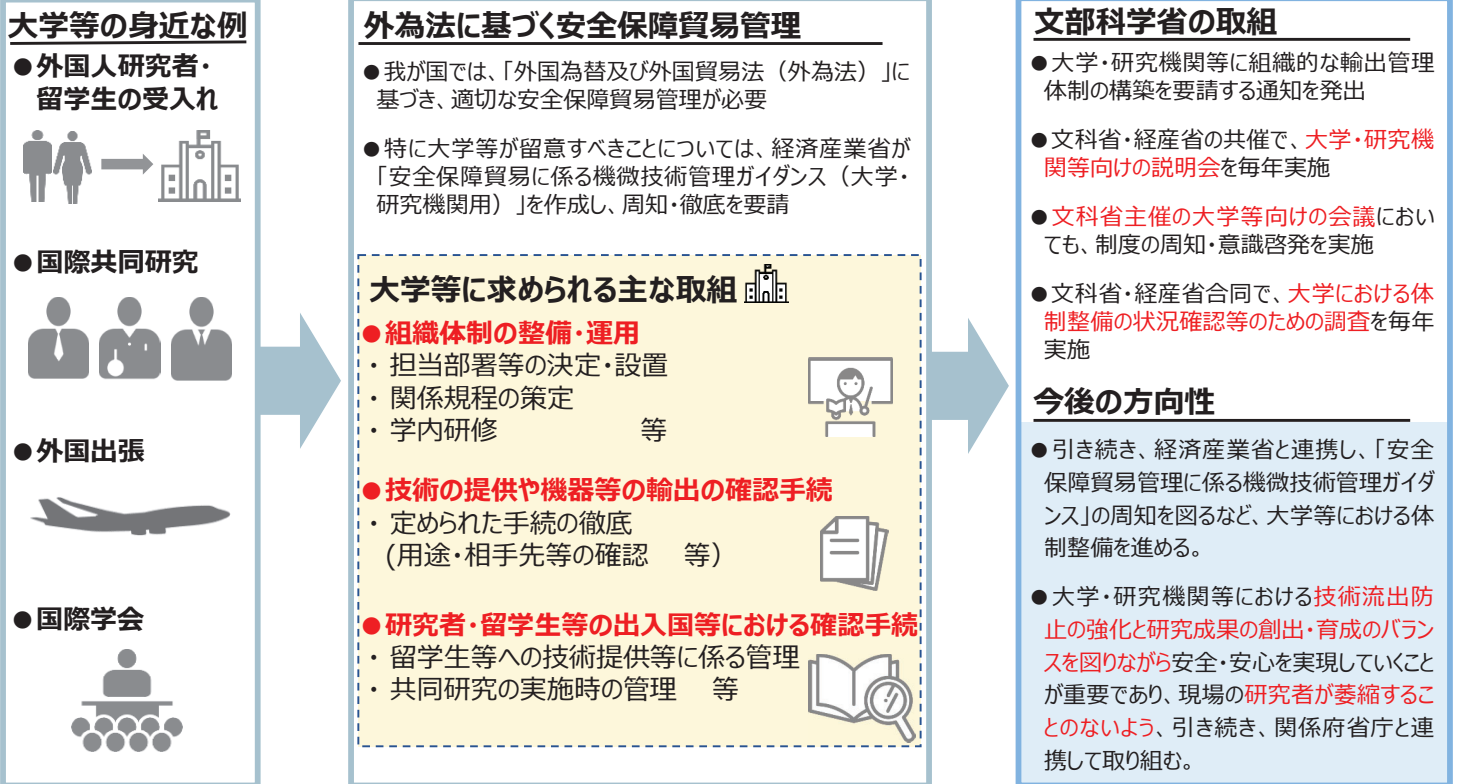 大学等の身近な例
●外国人研究者・
留学生の受入れ
●国際共同研究
●外国出張
●国際学会
外為法に基づく安全保障貿易管理
●我が国では、「外国為替及び外国貿易法（外為法）」に
基づき、適切な安全保障貿易管理が必要
●特に大学等が留意すべきことについては、経済産業省が
「安全保障貿易に係る機微技術管理ガイダンス（大学・
研究機関用）」を作成し、周知・徹底を要請
大学等に求められる主な取組
●組織体制の整備・運用
・ 担当部署等の決定・設置
・ 関係規程の策定
・ 学内研修　　　　　等
●技術の提供や機器等の輸出の確認手続
・ 定められた手続の徹底
(用途・相手先等の確認　等）
●研究者・留学生等の出入国等における確認手続
・ 留学生等への技術提供等に係る管理
・ 共同研究の実施時の管理　等
文部科学省の取組
●大学・研究機関等に組織的な輸出管理
体制の構築を要請する通知を発出
●文科省・経産省の共催で、大学・研究機
関等向けの説明会を毎年実施
●文科省主催の大学等向けの会議におい
ても、制度の周知・意識啓発を実施
●文科省・経産省合同で、大学における体
制整備の状況確認等のための調査を毎年
実施
今後の方向性
●引き続き、経済産業省と連携し、「安全
保障貿易管理に係る機微技術管理ガイダ
ンス」の周知を図るなど、大学等における体
制整備を進める。
●大学・研究機関等における技術流出防
止の強化と研究成果の創出・育成のバラン
スを図りながら安全・安心を実現していくこと
が重要であり、現場の研究者が萎縮するこ
とのないよう、引き続き、関係府省庁と連
携して取り組む。